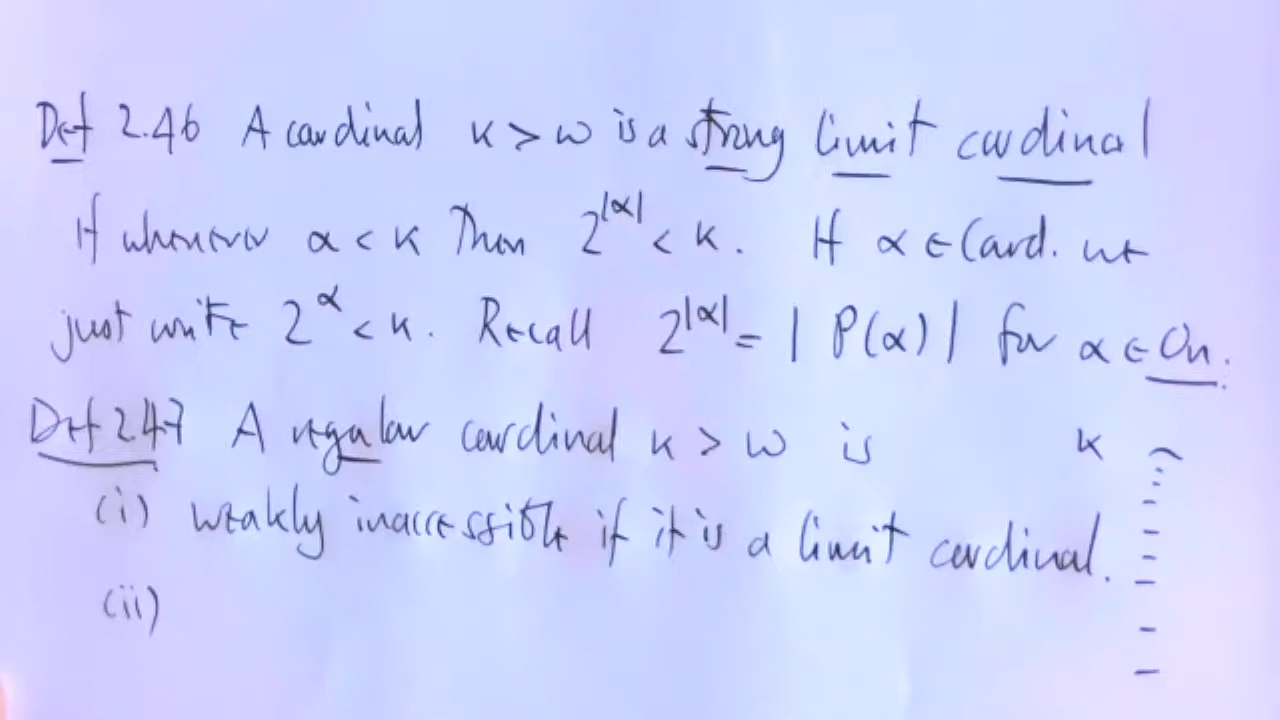 Def 2.46 A cardinal κ > ω is a strong limit cardinal
If whenever α < κ Then 2^|α| < κ. If α ∈ Card. we
just write 2^α < κ. Recall 2^|α| = | P(α) | for α ∈ On.
Def 2.47 A regular cardinal κ > ω is κ
(i) weakly inaccessible if it is a limit cardinal.
(ii)